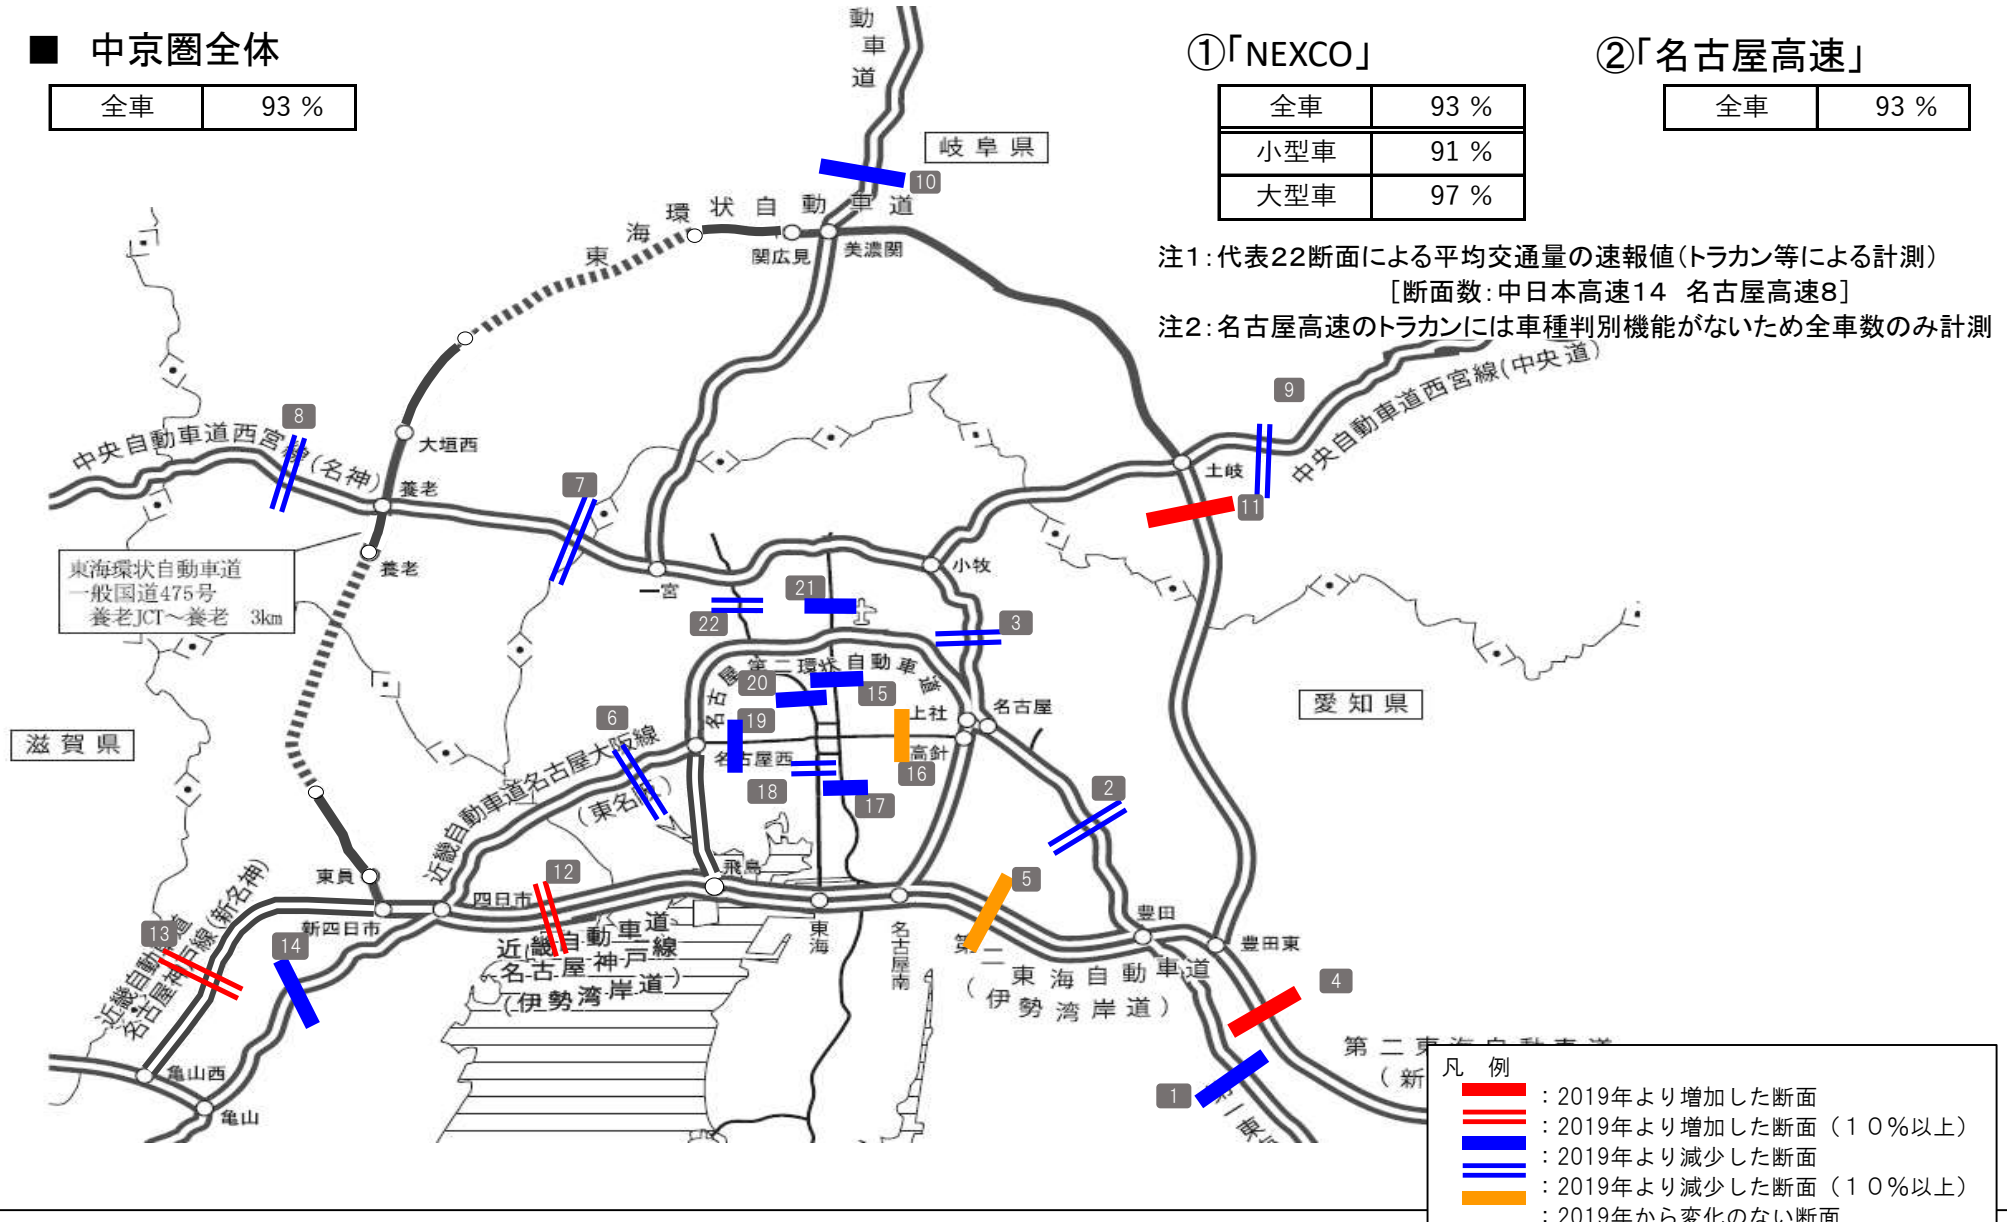 ■ 中京圏全体
全車 93 %
①「NEXCO」
全車 93 %
小型車 91 %
大型車 97 %
②「名古屋高速」
全車 93 %
注1:代表22断面による平均交通量の速報値(トラカン等による計測)
[断面数:中日本高速14 名古屋高速8]
注2:名古屋高速のトラカンには車種判別機能がないため全車数のみ計測
動車道
岐阜県
10
東海環状自動車道
関広見
美濃関
9
中央自動車道西宮線(中央道)
8
中央自動車道西宮線(名神)
大垣西
養老
7
土岐
11
養老
東海環状自動車道
一般国道475号
養老JCT~養老 3km
一宮
小牧
21
22
3
名古屋第二環状自動車道
20
15
19
上社
名古屋
愛知県
滋賀県
6
近畿自動車道名古屋大阪線
(東名阪)
名古屋西
高針
16
18
17
2
東員
飛島
12
5
四日市
新四日市
13
14
近畿自動車道
名古屋神戸線(新名神)
近畿自動車道
名古屋神戸線
(伊勢湾岸道)
東海
名古屋南
豊田
豊田東
第二東海自動車道
(伊勢湾岸道)
4
1
亀山西
亀山
第二東海自動車道
(新
第一東
凡 例
:2019年より増加した断面
:2019年より増加した断面(10%以上)
:2019年より減少した断面
:2019年より減少した断面(10%以上)
:2019年から変化のない断面